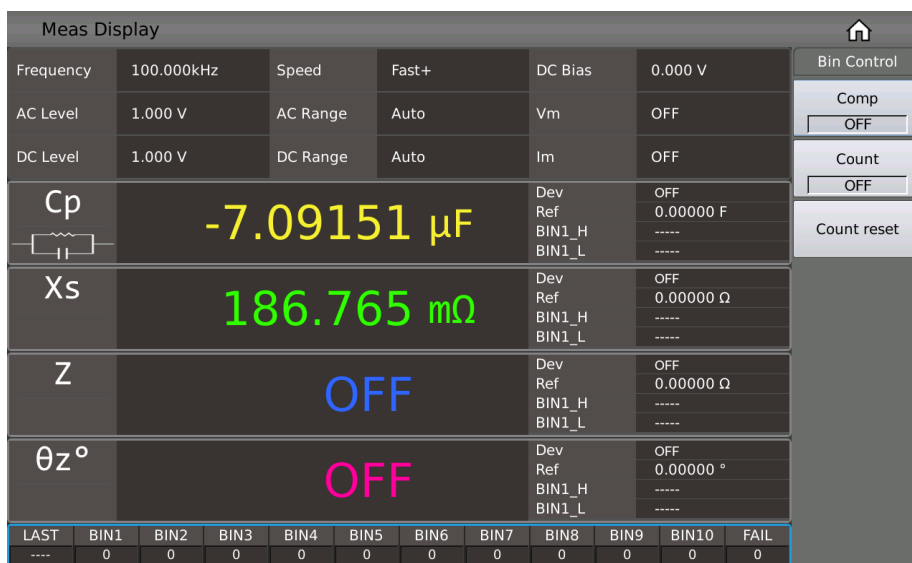 Meas Display
Frequency 100.000kHz Speed Fast+ DC Bias 0.000 V
AC Level 1.000 V AC Range Auto Vm OFF
DC Level 1.000 V DC Range Auto Im OFF
Cp -7.09151 µF
Dev OFF
Ref 0.00000 F
BIN1_H -----
BIN1_L -----
Xs 186.765 mΩ
Dev OFF
Ref 0.00000 Ω
BIN1_H -----
BIN1_L -----
Z OFF
Dev OFF
Ref 0.00000 Ω
BIN1_H -----
BIN1_L -----
θz° OFF
Dev OFF
Ref 0.00000 °
BIN1_H -----
BIN1_L -----
LAST BIN1 BIN2 BIN3 BIN4 BIN5 BIN6 BIN7 BIN8 BIN9 BIN10 FAIL
---- 0 0 0 0 0 0 0 0 0 0 0
Bin Control
Comp
OFF
Count
OFF
Count reset